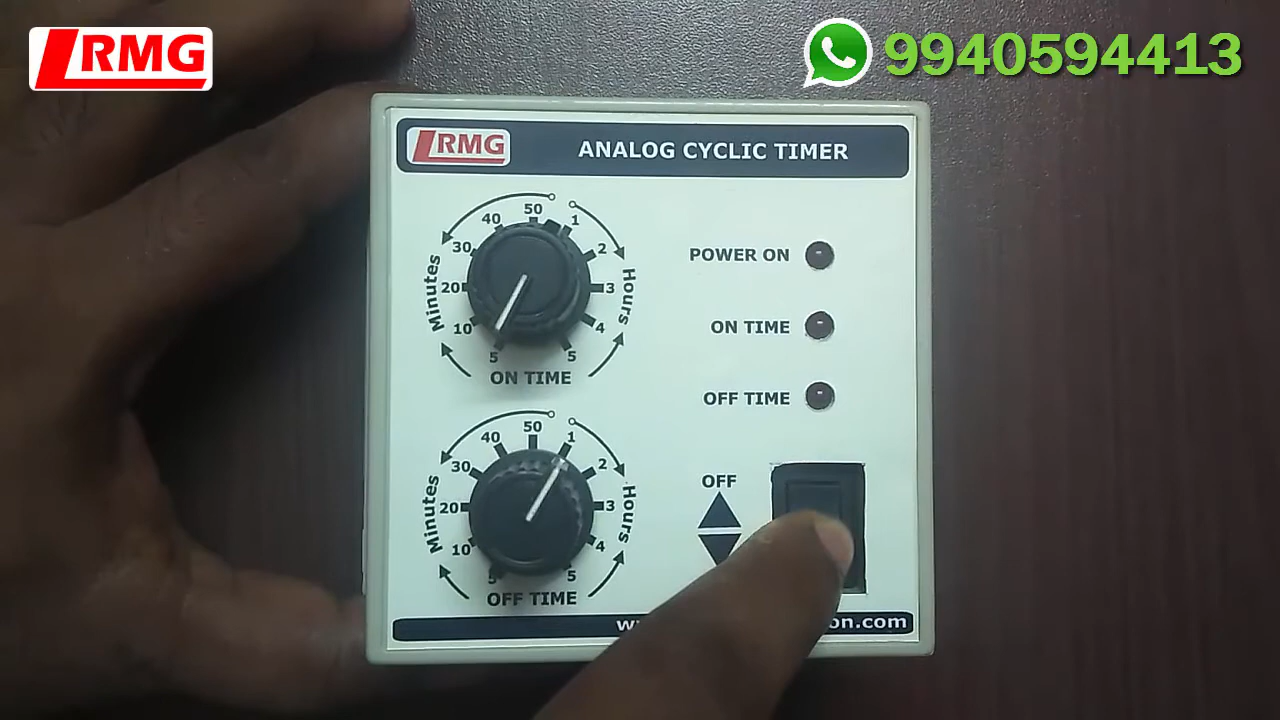 LRMG
9940594413
LRMG
ANALOG CYCLIC TIMER
50
1
40
2
30
20
3
10
4
5
5
Minutes
Hours
ON TIME
POWER ON
ON TIME
OFF TIME
50
1
40
2
30
20
3
10
4
5
5
Minutes
Hours
OFF TIME
OFF
on.com